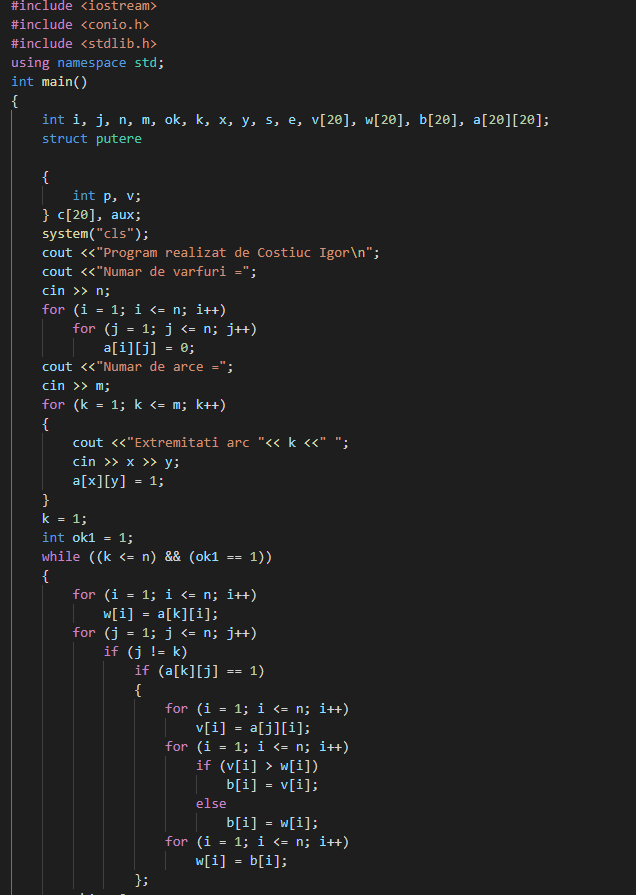 #include <iostream>
#include <conio.h>
#include <stdlib.h>
using namespace std;
int main()
{
    int i, j, n, m, ok, k, x, y, s, e, v[20], w[20], b[20], a[20][20];
    struct putere

    {
        int p, v;
    } c[20], aux;
    system("cls");
    cout <<"Program realizat de Costiuc Igor\n";
    cout <<"Numar de varfuri =";
    cin >> n;
    for (i = 1; i <= n; i++)
        for (j = 1; j <= n; j++)
            a[i][j] = 0;
    cout <<"Numar de arce =";
    cin >> m;
    for (k = 1; k <= m; k++)
    {
        cout <<"Extremitati arc "<< k <<" ";
        cin >> x >> y;
        a[x][y] = 1;
    }
    k = 1;
    int ok1 = 1;
    while ((k <= n) && (ok1 == 1))
    {
        for (i = 1; i <= n; i++)
            w[i] = a[k][i];
        for (j = 1; j <= n; j++)
            if (j != k)
                if (a[k][j] == 1)
                {
                    for (i = 1; i <= n; i++)
                        v[i] = a[j][i];
                    for (i = 1; i <= n; i++)
                        if (v[i] > w[i])
                            b[i] = v[i];
                        else
                            b[i] = w[i];
                    for (i = 1; i <= n; i++)
                        w[i] = b[i];
                };